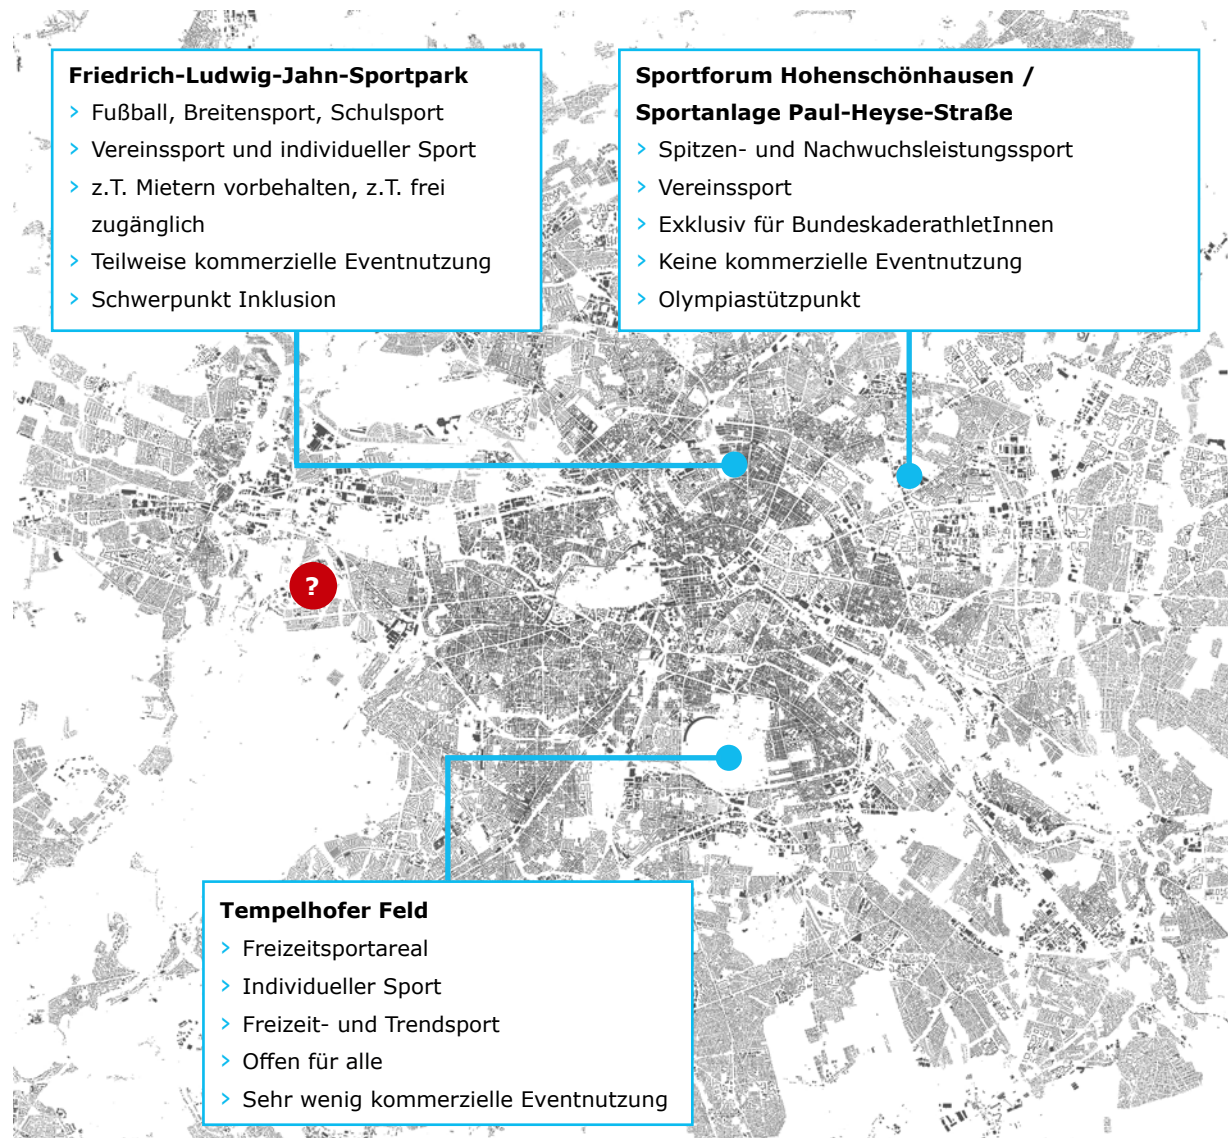 Friedrich-Ludwig-Jahn-Sportpark
› Fußball, Breitensport, Schulsport
› Vereinssport und individueller Sport
› z.T. Mietern vorbehalten, z.T. frei
zugänglich
› Teilweise kommerzielle Eventnutzung
› Schwerpunkt Inklusion
Sportforum Hohenschönhausen /
Sportanlage Paul-Heyse-Straße
› Spitzen- und Nachwuchsleistungssport
› Vereinssport
› Exklusiv für BundeskaderathletInnen
› Keine kommerzielle Eventnutzung
› Olympiastützpunkt
?
Tempelhofer Feld
› Freizeitsportareal
› Individueller Sport
› Freizeit- und Trendsport
› Offen für alle
› Sehr wenig kommerzielle Eventnutzung